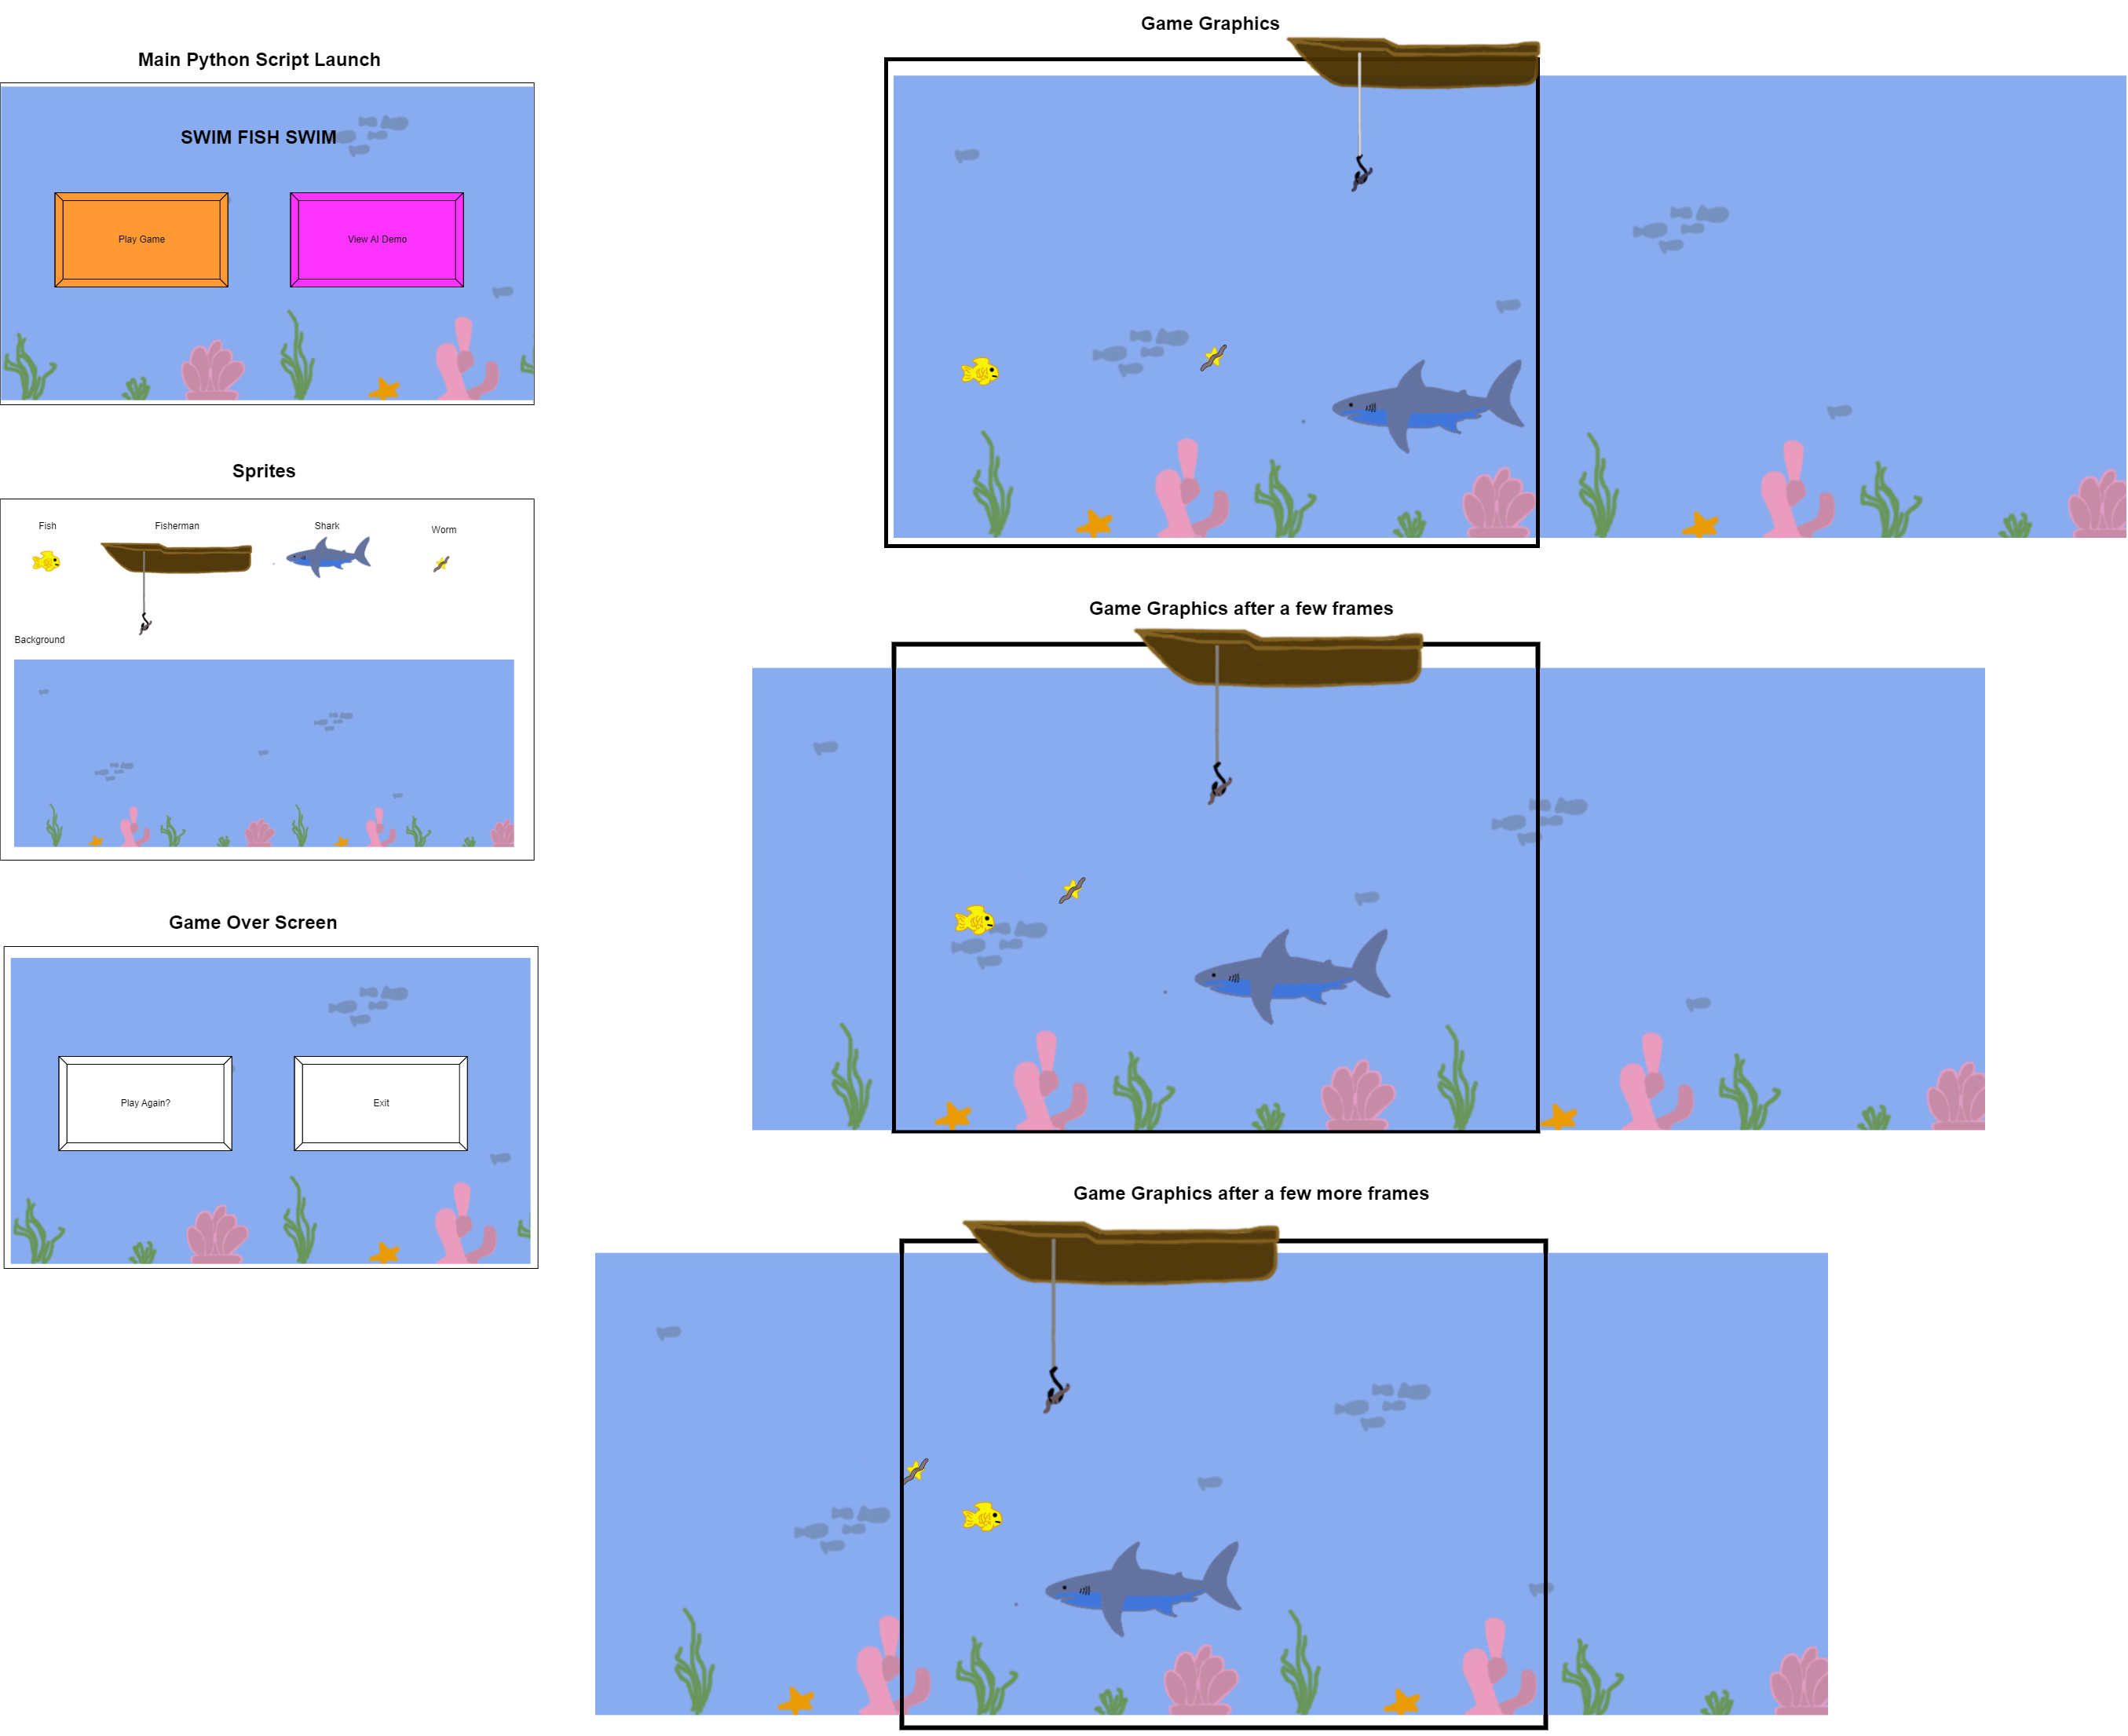 Main Python Script Launch
SWIM FISH SWIM
Play Game
View AI Demo
Sprites
Fish
Fisherman
Shark
Worm
Background
Game Over Screen
Play Again?
Exit
Game Graphics
Game Graphics after a few frames
Game Graphics after a few more frames